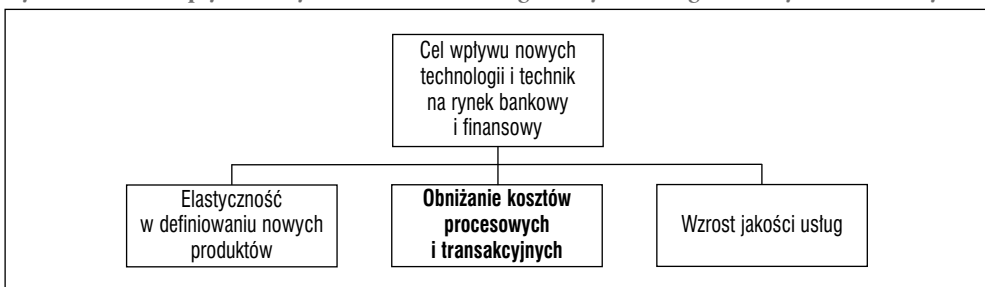 Cel wpływu nowych
technologii i technik
na rynek bankowy
i finansowy
Elastyczność
w definiowaniu nowych
produktów
Obniżanie kosztów
procesowych
i transakcyjnych
Wzrost jakości usług